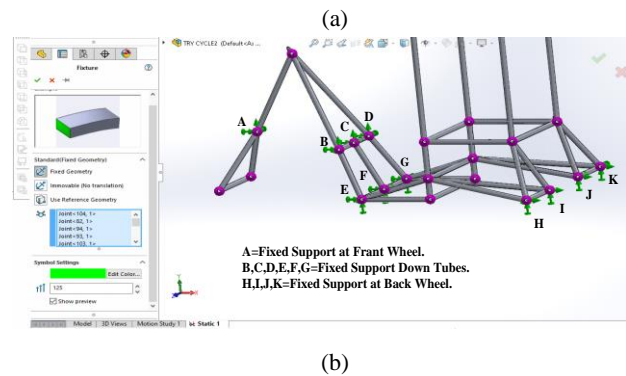 (a)
TRY CYCLE2 (Default<As ...
Fixture
Example
Standard(Fixed Geometry)
Fixed Geometry
Immovable (No translation)
Use Reference Geometry
Joint<104, 1>
Joint<82, 1>
Joint<94, 1>
Joint<93, 1>
Joint<103, 1>
Symbol Settings
Edit Color...
125
Show preview
Model
3D Views
Motion Study 1
Static 1
A
B
C
D
E
F
G
H
I
J
K
A=Fixed Support at Frant Wheel.
B,C,D,E,F,G=Fixed Support Down Tubes.
H,I,J,K=Fixed Support at Back Wheel.
(b)